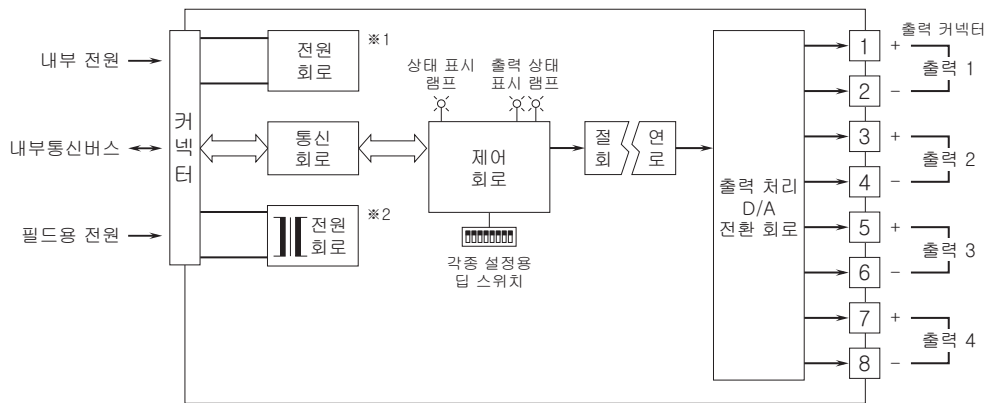 내부 전원
내부통신버스
필드용 전원
커넥터
전원
회로
※1
통신
회로
전원
회로
※2
상태 표시
램프
출력 상태
표시 램프
제어
회로
각종 설정용
딥 스위치
절 연
회 로
출력 처리
D/A
전환 회로
출력 커넥터
1 +
출력 1
2 −
3 +
출력 2
4 −
5 +
출력 3
6 −
7 +
출력 4
8 −